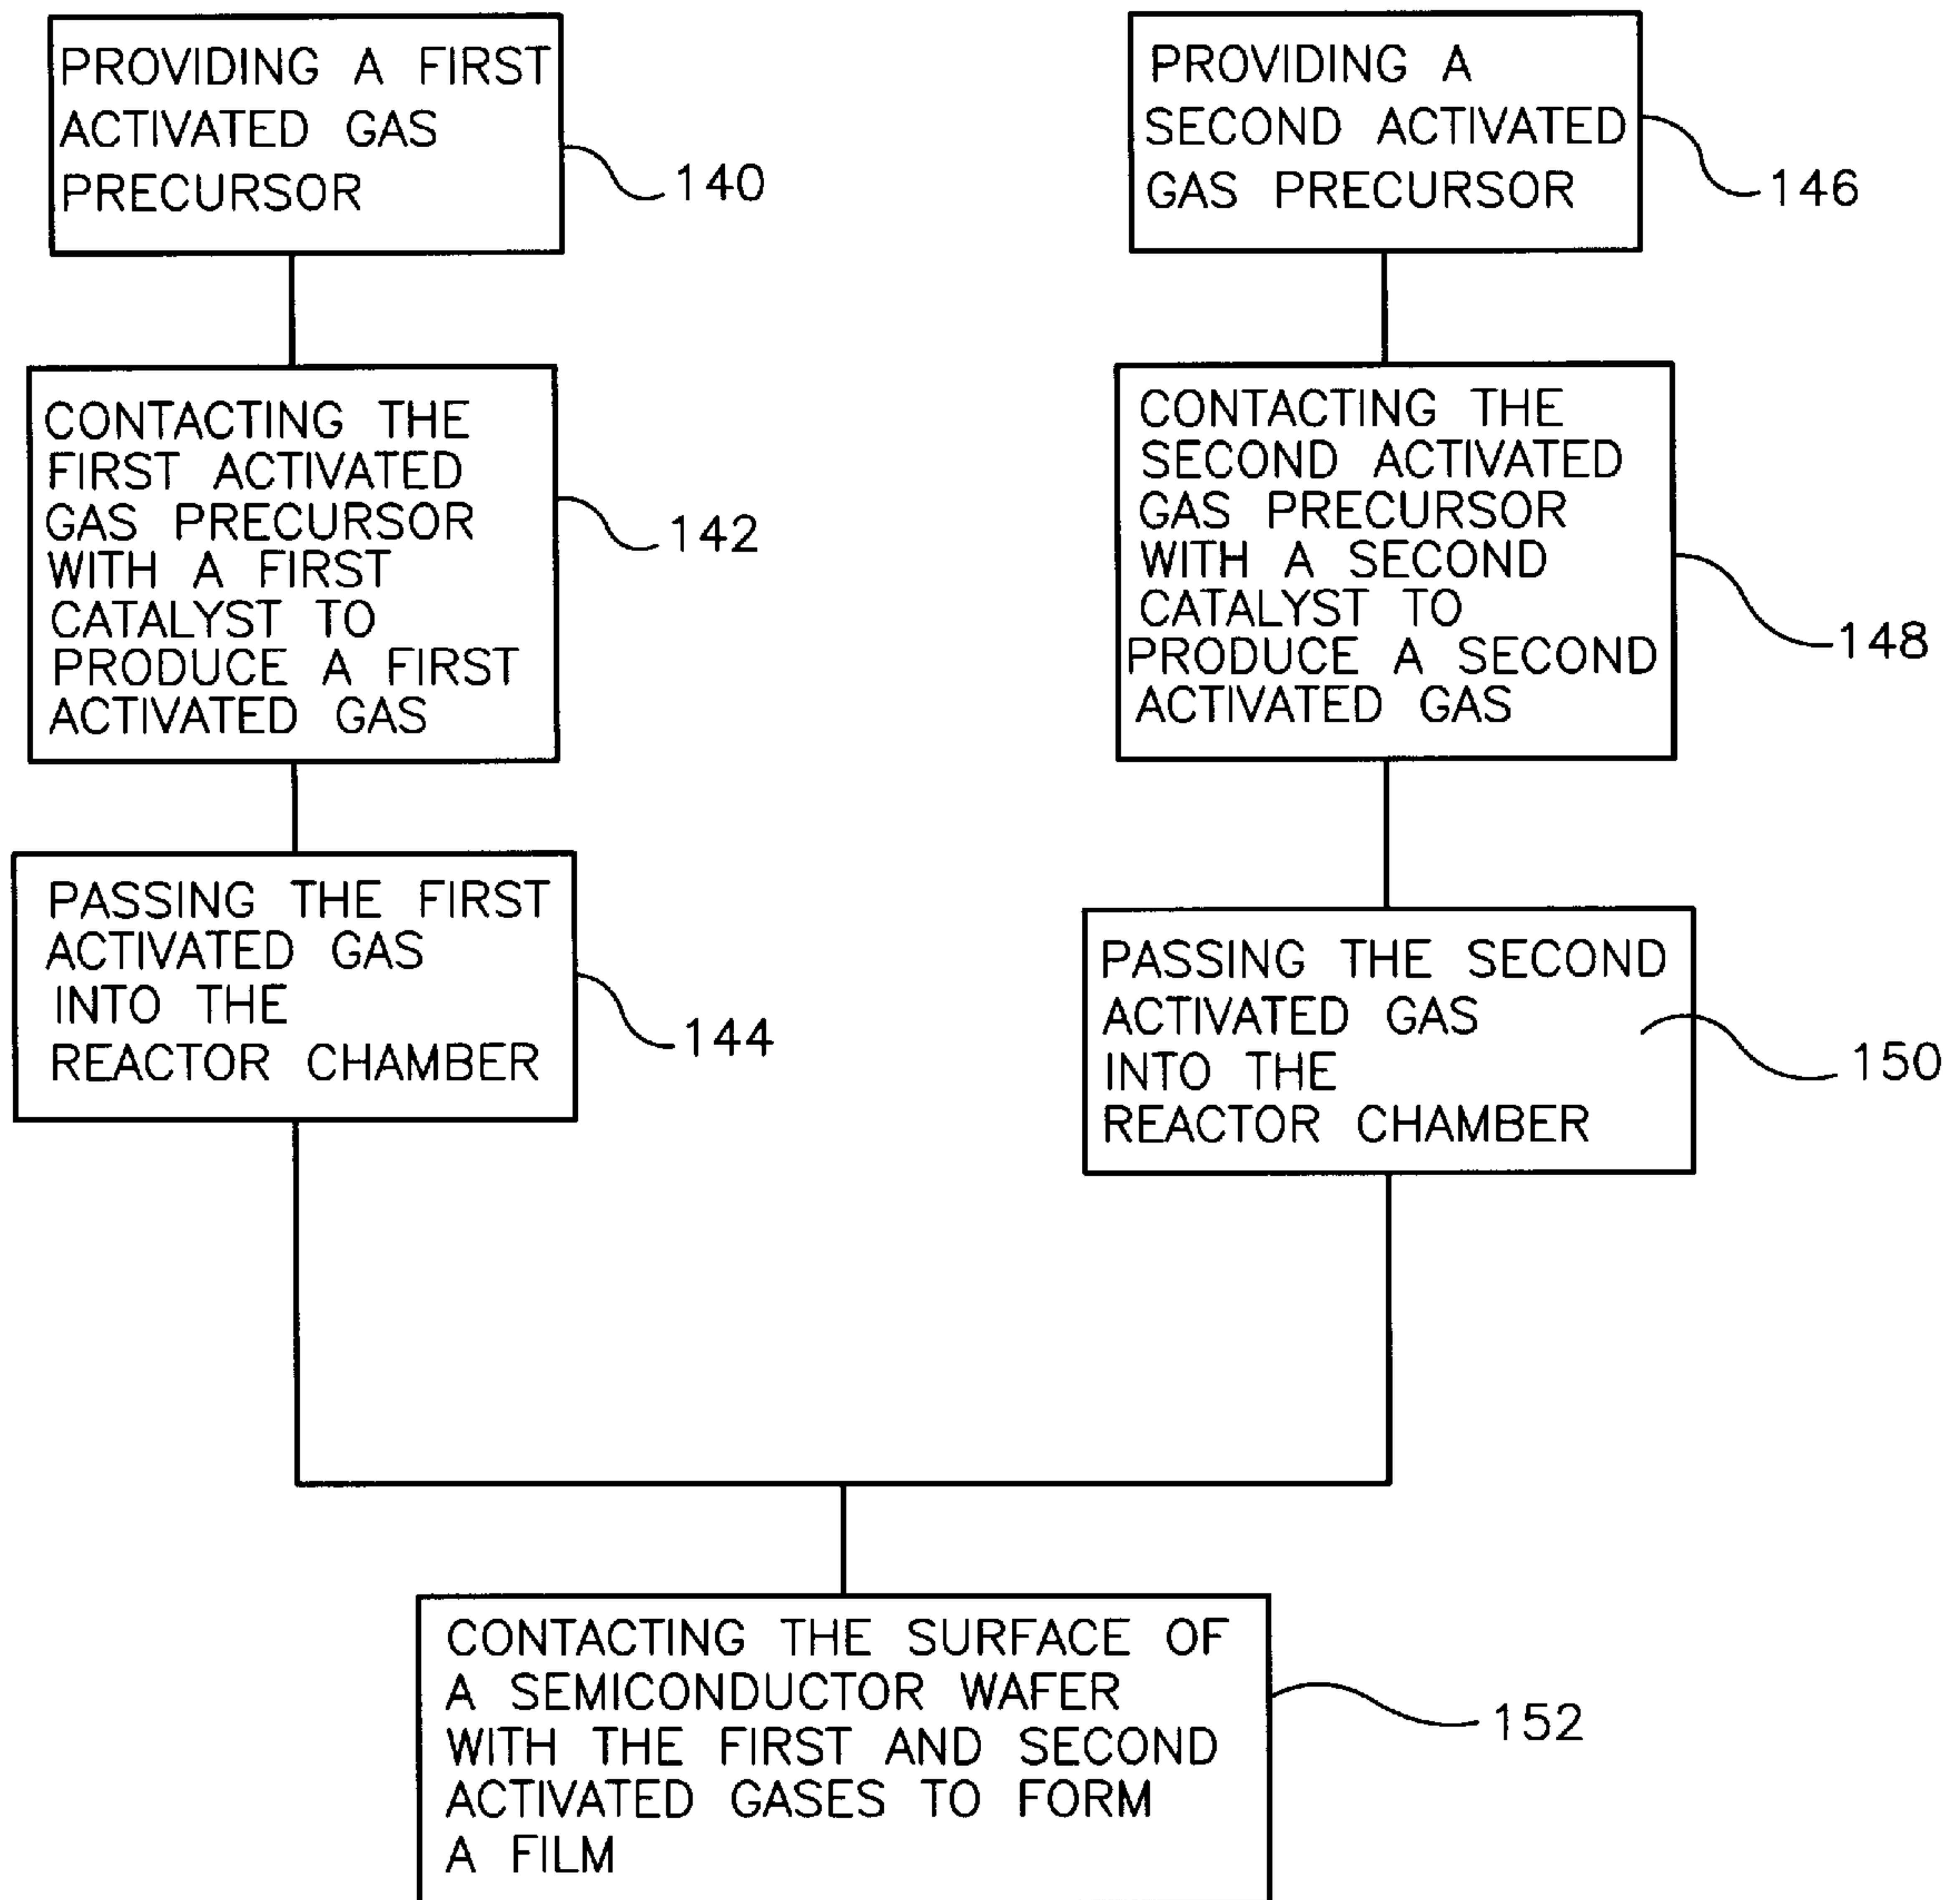 PROVIDING A FIRST
ACTIVATED GAS
PRECURSOR
140
CONTACTING THE
FIRST ACTIVATED
GAS PRECURSOR
WITH A FIRST
CATALYST TO
PRODUCE A FIRST
ACTIVATED GAS
142
PASSING THE FIRST
ACTIVATED GAS
INTO THE
REACTOR CHAMBER
144
PROVIDING A
SECOND ACTIVATED
GAS PRECURSOR
146
CONTACTING THE
SECOND ACTIVATED
GAS PRECURSOR
WITH A SECOND
CATALYST TO
PRODUCE A SECOND
ACTIVATED GAS
148
PASSING THE SECOND
ACTIVATED GAS
INTO THE
REACTOR CHAMBER
150
CONTACTING THE SURFACE OF
A SEMICONDUCTOR WAFER
WITH THE FIRST AND SECOND
ACTIVATED GASES TO FORM
A FILM
152